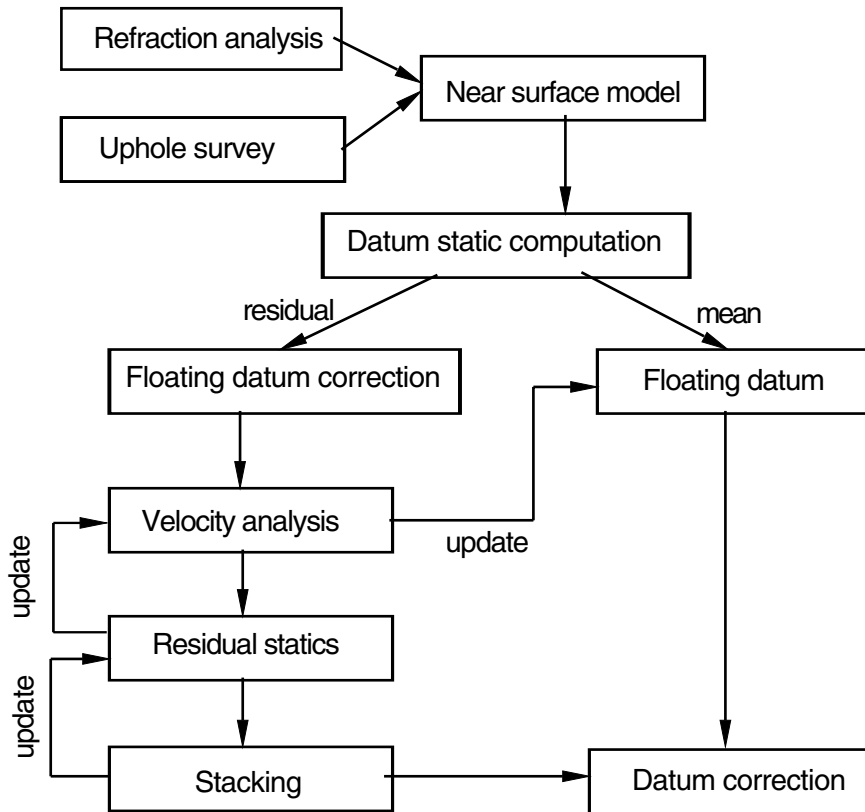 Refraction analysis
Near surface model
Uphole survey
Datum static computation
residual
mean
Floating datum correction
Floating datum
Velocity analysis
update
update
Residual statics
update
Stacking
Datum correction